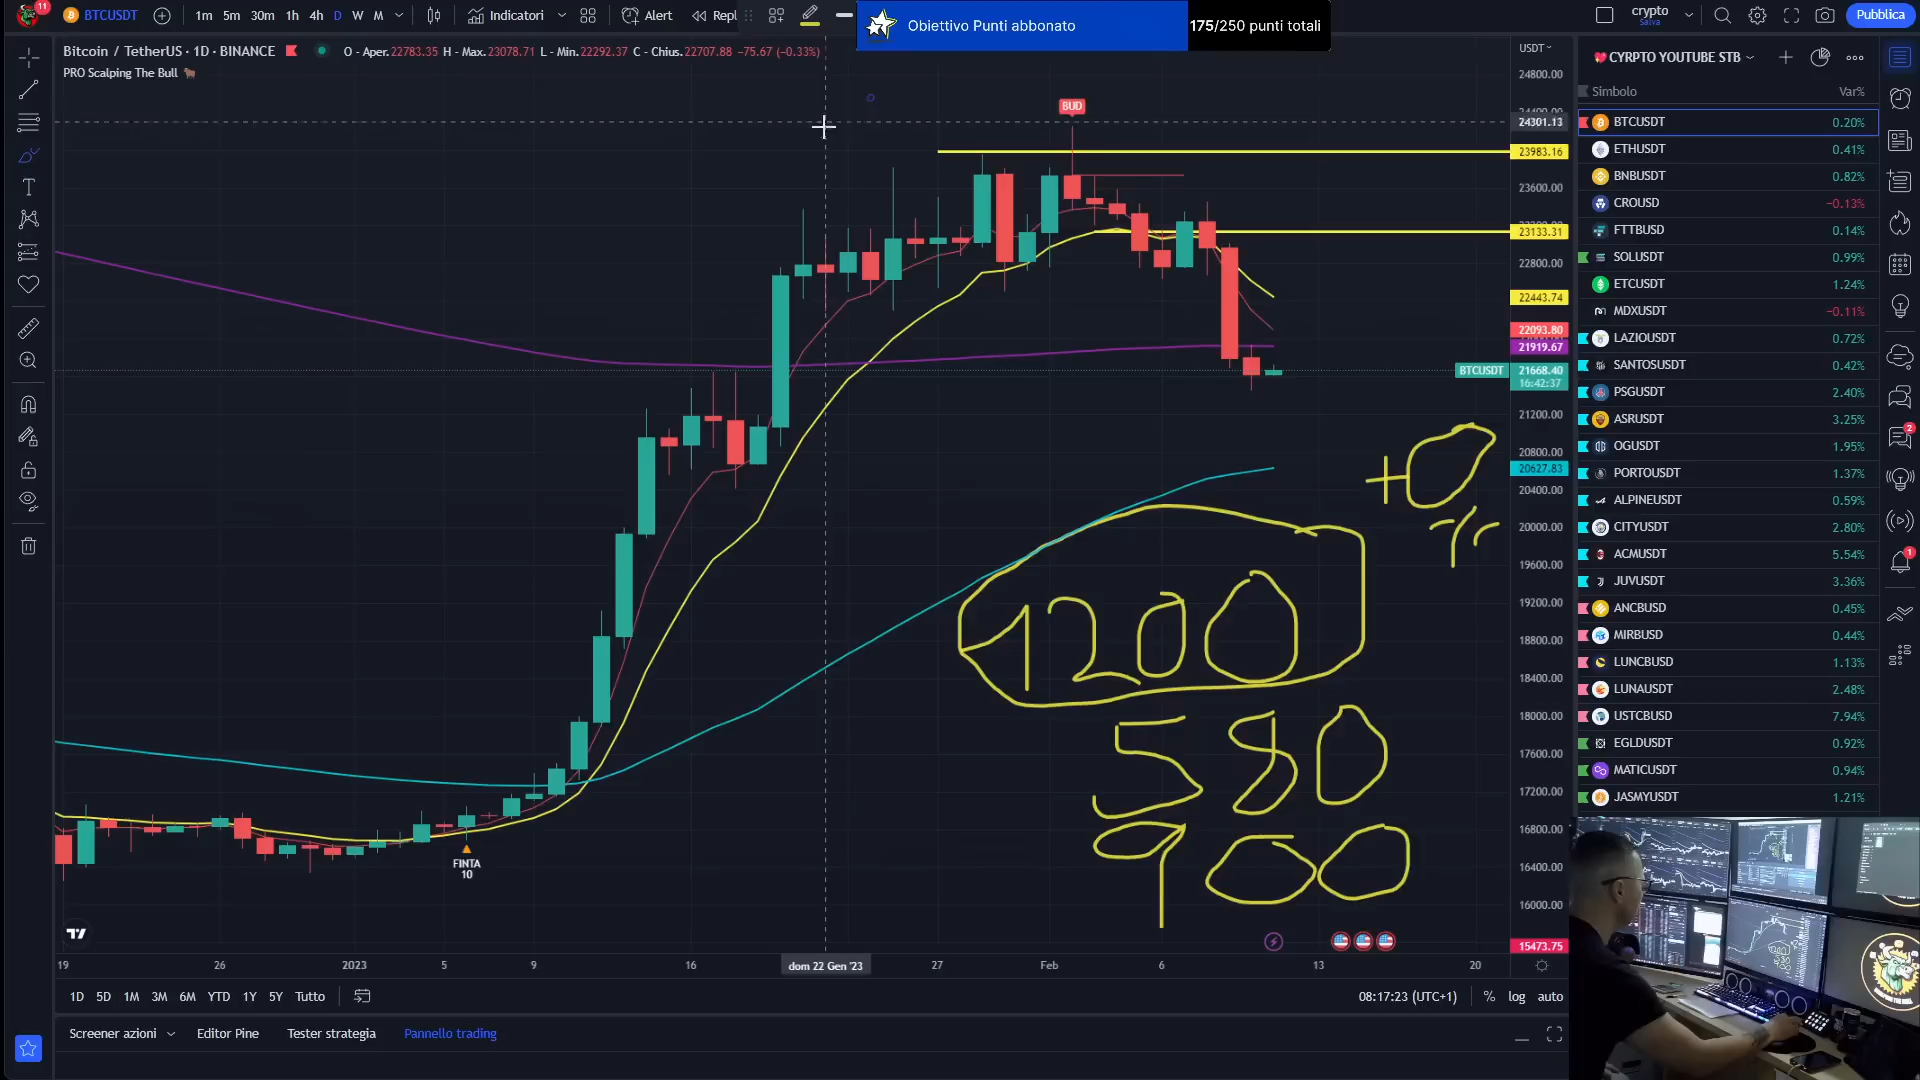 11 BTCUSDT 1m 5m 30m 1h 4h D W M Indicatori Alert Repl
Obiettivo Punti abbonato 175/250 punti totali
crypto
Salva
Pubblica
Bitcoin / TetherUS · 1D · BINANCE O - Aper. 22783.35 H - Max. 23078.71 L - Min. 22292.37 C - Chius. 22707.88 −75.67 (−0.33%)
PRO Scalping The Bull
USDT
24800.00
24400.00
24301.13
23983.16
23600.00
23133.31
22800.00
22443.74
22093.80
21919.67
BTCUSDT 21668.40
16:42:37
21200.00
20800.00
20627.83
20400.00
20000.00
19600.00
19200.00
18800.00
18400.00
18000.00
17600.00
17200.00
16800.00
16400.00
16000.00
15473.75
BUD
FINTA
10
+0
1200
580
900
19 26 2023 5 9 16 dom 22 Gen '23 27 Feb 6 13 20
1D 5D 1M 3M 6M YTD 1Y 5Y Tutto
08:17:23 (UTC+1) % log auto
Screener azioni Editor Pine Tester strategia Pannello trading
CYRPTO YOUTUBE STB
Simbolo Var%
BTCUSDT 0.20%
ETHUSDT 0.41%
BNBUSDT 0.82%
CROUSD −0.13%
FTTBUSD 0.14%
SOLUSDT 0.99%
ETCUSDT 1.24%
MDXUSDT −0.11%
LAZIOUSDT 0.72%
SANTOSUSDT 0.42%
PSGUSDT 2.40%
ASRUSDT 3.25%
OGUSDT 1.95%
PORTOUSDT 1.37%
ALPINEUSDT 0.59%
CITYUSDT 2.80%
ACMUSDT 5.54%
JUVUSDT 3.36%
ANCBUSD 0.45%
MIRBUSD 0.44%
LUNCBUSD 1.13%
LUNAUSDT 2.48%
USTCBUSD 7.94%
EGLDUSDT 0.92%
MATICUSDT 0.94%
JASMYUSDT 1.21%
2
1